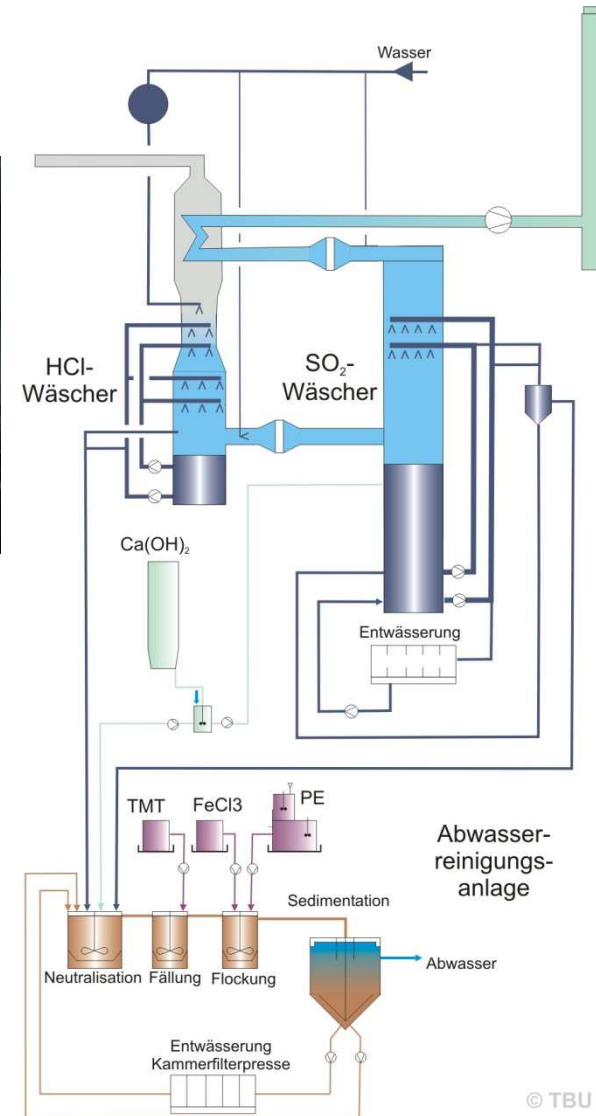 Wasser
HCl-
Wäscher
SO₂-
Wäscher
Ca(OH)₂
Entwässerung
TMT
FeCl3
PE
Abwasser-
reinigungs-
anlage
Sedimentation
Neutralisation
Fällung
Flockung
Abwasser
Entwässerung
Kammerfilterpresse
© TBU